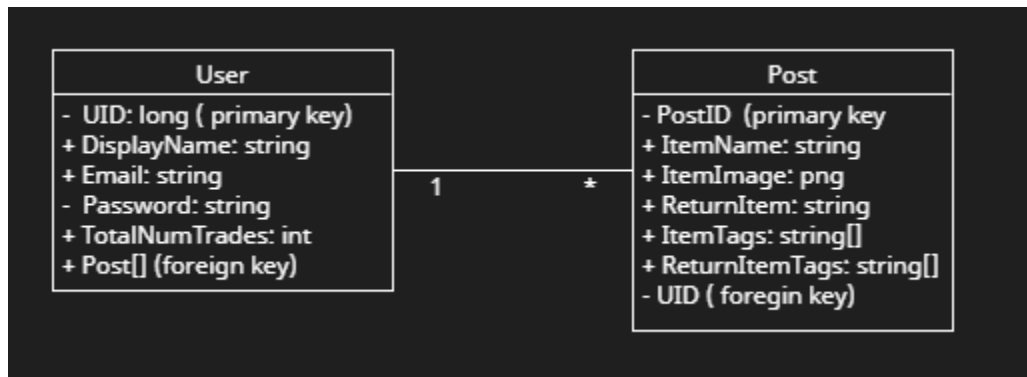 User
- UID: long ( primary key)
+ DisplayName: string
+ Email: string
- Password: string
+ TotalNumTrades: int
+ Post[] (foreign key)
1
*
Post
- PostID (primary key
+ ItemName: string
+ ItemImage: png
+ ReturnItem: string
+ ItemTags: string[]
+ ReturnItemTags: string[]
- UID ( foregin key)